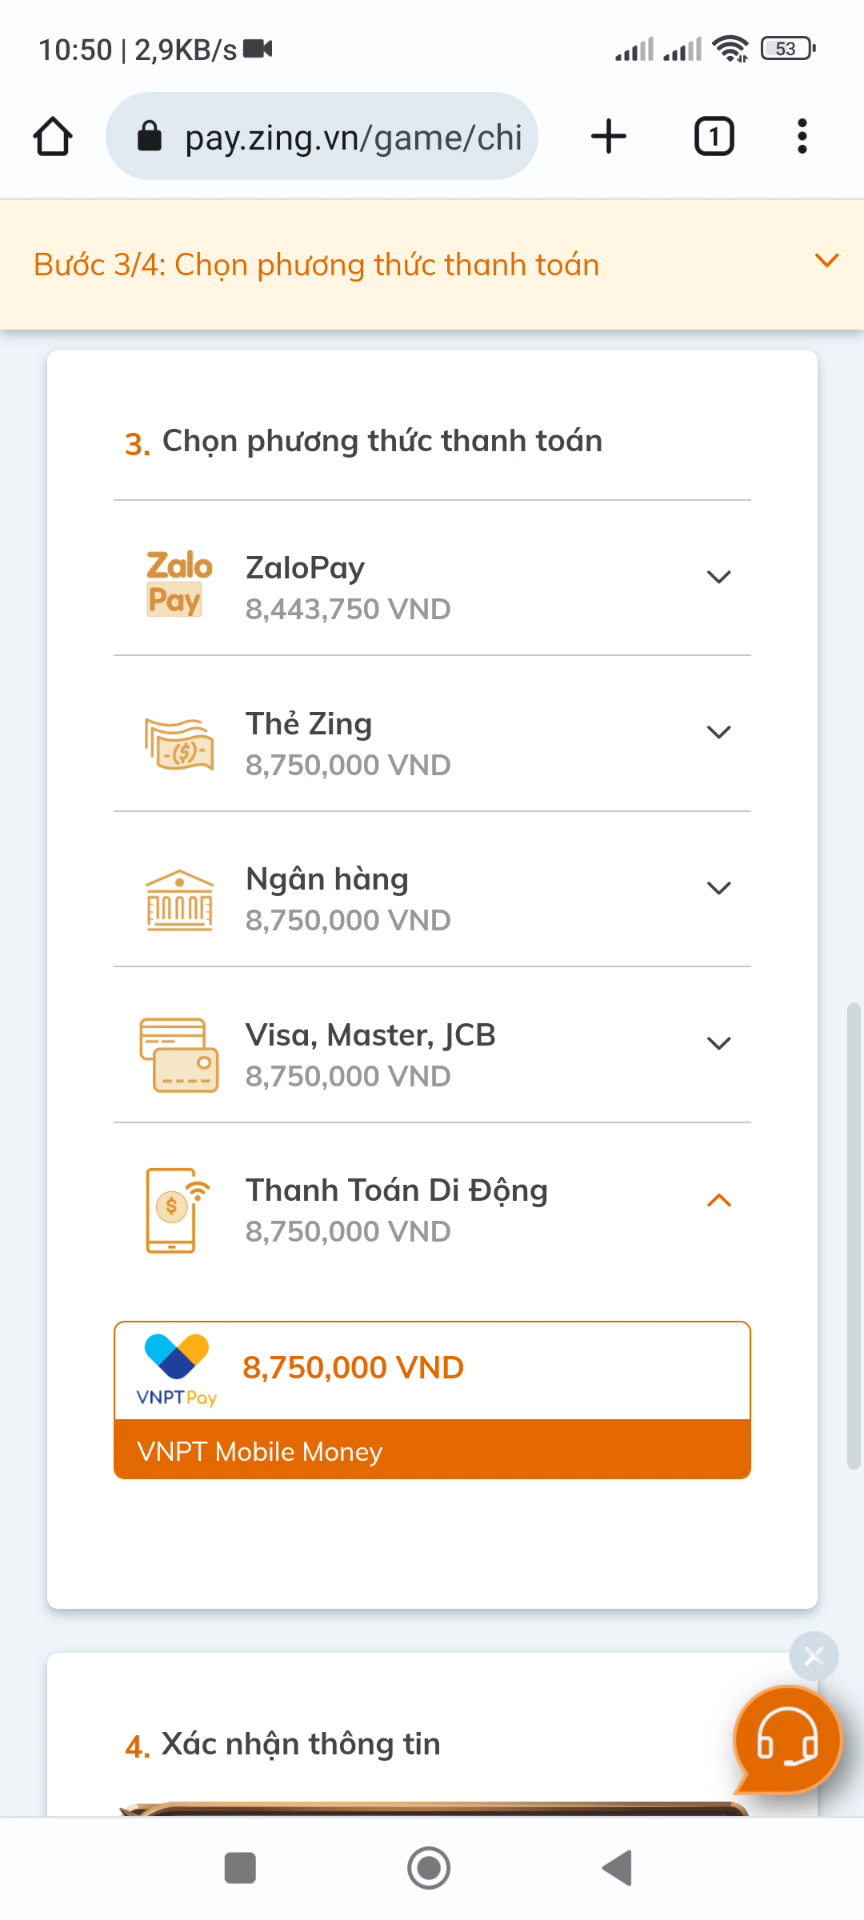 10:50 | 2,9KB/s
53
pay.zing.vn/game/chi
1
Bước 3/4: Chọn phương thức thanh toán
3. Chọn phương thức thanh toán
Zalo
Pay
ZaloPay
8,443,750 VND
($)
Thẻ Zing
8,750,000 VND
Ngân hàng
8,750,000 VND
Visa, Master, JCB
8,750,000 VND
$
Thanh Toán Di Động
8,750,000 VND
VNPT Pay
8,750,000 VND
VNPT Mobile Money
4. Xác nhận thông tin